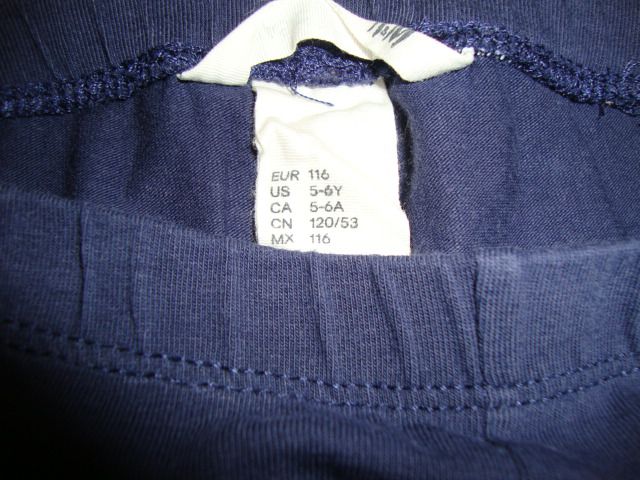 EUR 116
US 5-6Y
CA 5-6A
CN 120/53
MX 116